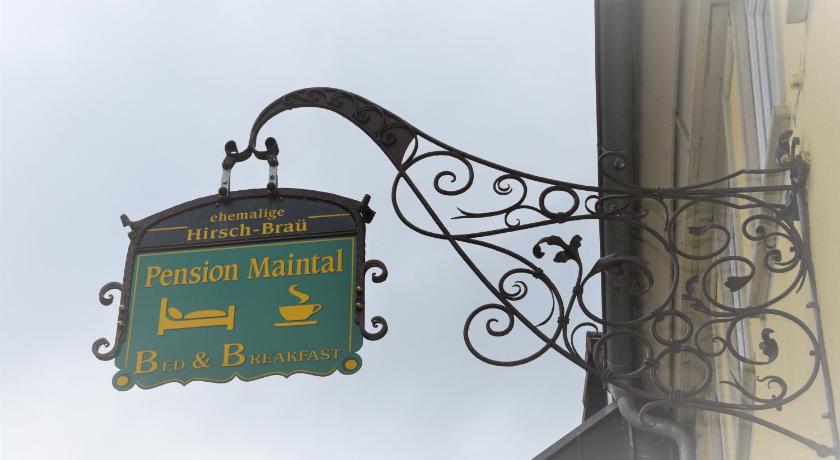 ehemalige
Hirsch-Braü
Pension Maintal
Bed & Breakfast